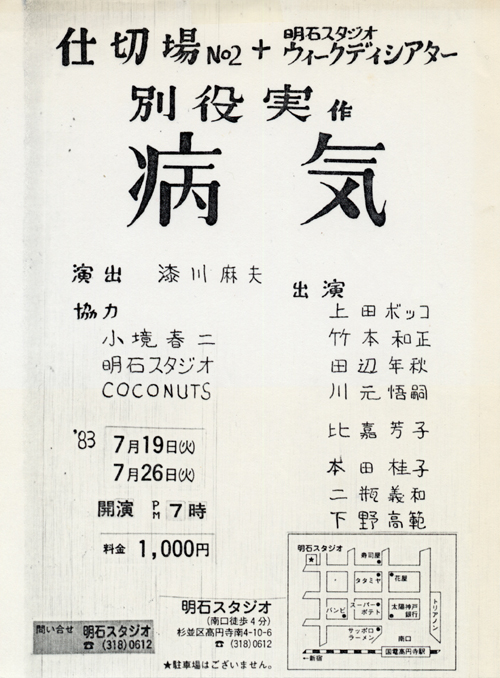 仕切場No.2 + 明石スタジオ ウィークデイシアター
別役実 作
病気
演出 漆川麻夫
協力
小境春二
明石スタジオ
COCONUTS
出演
上田ボッコ
竹本和正
田辺年秋
川元悟嗣
比嘉芳子
本田桂子
二瓶義和
下野高範
'83 7月19日(火)
7月26日(火)
開演 PM 7時
料金 1,000円
問い合せ 明石スタジオ
☎ (318)0612
明石スタジオ
(南口徒歩4分)
杉並区高円寺南4-10-6
☎ (318)0612
★駐車場はございません。
明石スタジオ
★
寿司屋
タタミヤ
花屋
バンビ
スーパーポテト
太陽神戸銀行
トリアノン
サッポロラーメン
南口
←新宿
国電高円寺駅